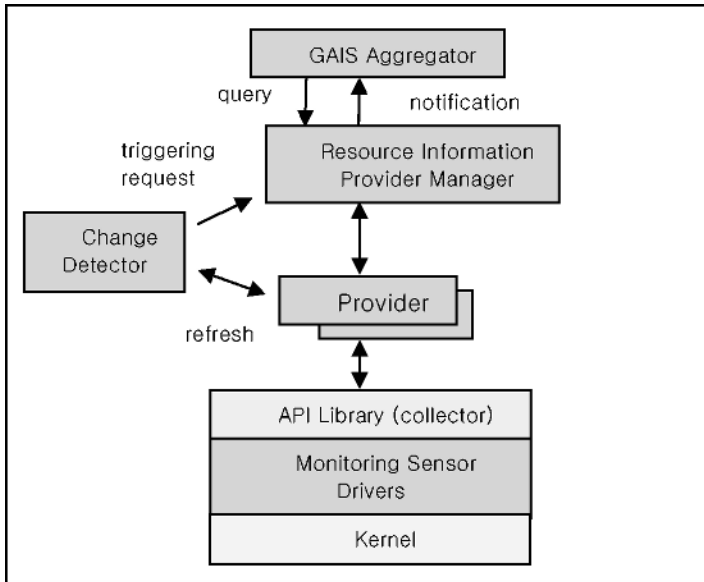 GAIS Aggregator
query
notification
triggering
request
Resource Information
Provider Manager
Change
Detector
Provider
refresh
API Library (collector)
Monitoring Sensor
Drivers
Kernel